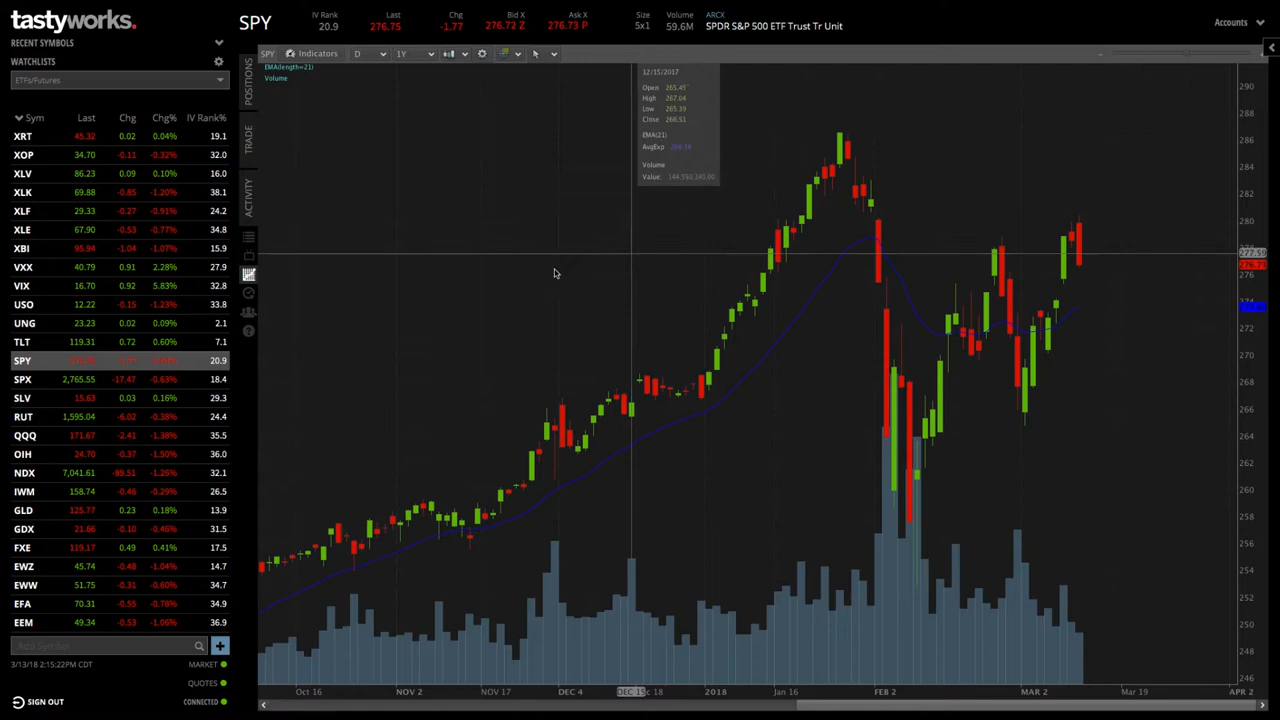 tastyworks.
SPY
IV Rank Last Chg Bid X Ask X Size Volume ARCX
20.9 276.75 -1.77 276.72 Z 276.73 P 5x1 59.6M SPDR S&P 500 ETF Trust Tr Unit
Accounts
RECENT SYMBOLS
WATCHLISTS
ETFs/Futures
SPY Indicators D 1Y
EMA(length=21)
Volume
POSITIONS
TRADE
ACTIVITY
Sym Last Chg Chg% IV Rank%
XRT 45.32 0.02 0.04% 19.1
XOP 34.70 -0.11 -0.32% 32.0
XLV 86.23 0.09 0.10% 16.0
XLK 69.88 -0.85 -1.20% 38.1
XLF 29.33 -0.27 -0.91% 24.2
XLE 67.90 -0.53 -0.77% 34.8
XBI 95.94 -1.04 -1.07% 15.9
VXX 40.79 0.91 2.28% 27.9
VIX 16.70 0.92 5.83% 32.8
USO 12.22 -0.15 -1.23% 33.8
UNG 23.23 0.02 0.09% 2.1
TLT 119.31 0.72 0.60% 7.1
SPY 20.9
SPX 2,765.55 -17.47 -0.63% 18.4
SLV 15.63 0.03 0.16% 29.3
RUT 1,595.04 -6.02 -0.38% 24.4
QQQ 171.67 -2.41 -1.38% 35.5
OIH 24.70 -0.37 -1.50% 36.0
NDX 7,041.61 -89.51 -1.26% 32.1
IWM 158.74 -0.46 -0.29% 26.5
GLD 125.77 0.23 0.18% 13.9
GDX 21.66 -0.10 -0.46% 31.5
FXE 119.17 0.49 0.41% 17.5
EWZ 45.74 -0.48 -1.04% 14.7
EWW 51.75 -0.31 -0.60% 34.7
EFA 70.31 -0.55 -0.78% 34.9
EEM 49.34 -0.53 -1.06% 36.9
Add Symbol
3/13/18 2:15:22PM CDT
MARKET
QUOTES
SIGN OUT
CONNECTED
12/15/2017
Open 265.45
High 267.04
Low 265.39
Close 266.51
EMA(21)
AvgExp
Volume
Value:
290
288
286
284
282
280
277.59
276.73
276
272
270
268
266
264
262
260
258
256
254
252
250
248
246
Oct 16 NOV 2 NOV 17 DEC 4 DEC 15 c 18 2018 Jan 16 FEB 2 MAR 2 Mar 19 APR 2